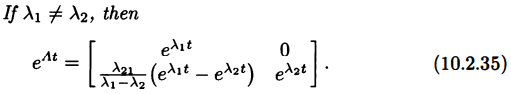 If λ₁ ≠ λ₂, then
e^{Λt} = [ e^{λ₁t} 0 ; λ₂₁/(λ₁−λ₂) (e^{λ₁t} − e^{λ₂t}) e^{λ₂t} ]. (10.2.35)